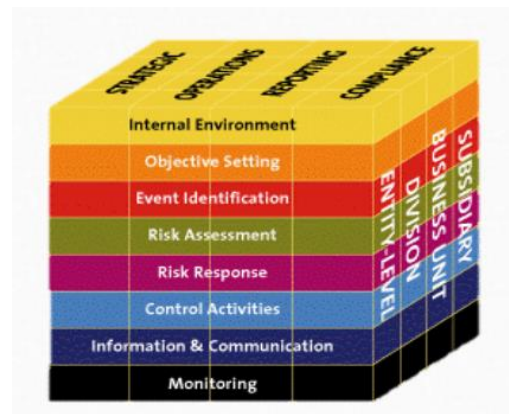 STRATEGIC
OPERATIONS
REPORTING
COMPLIANCE
Internal Environment
Objective Setting
Event Identification
Risk Assessment
Risk Response
Control Activities
Information & Communication
Monitoring
ENTITY-LEVEL
DIVISION
BUSINESS UNIT
SUBSIDIARY